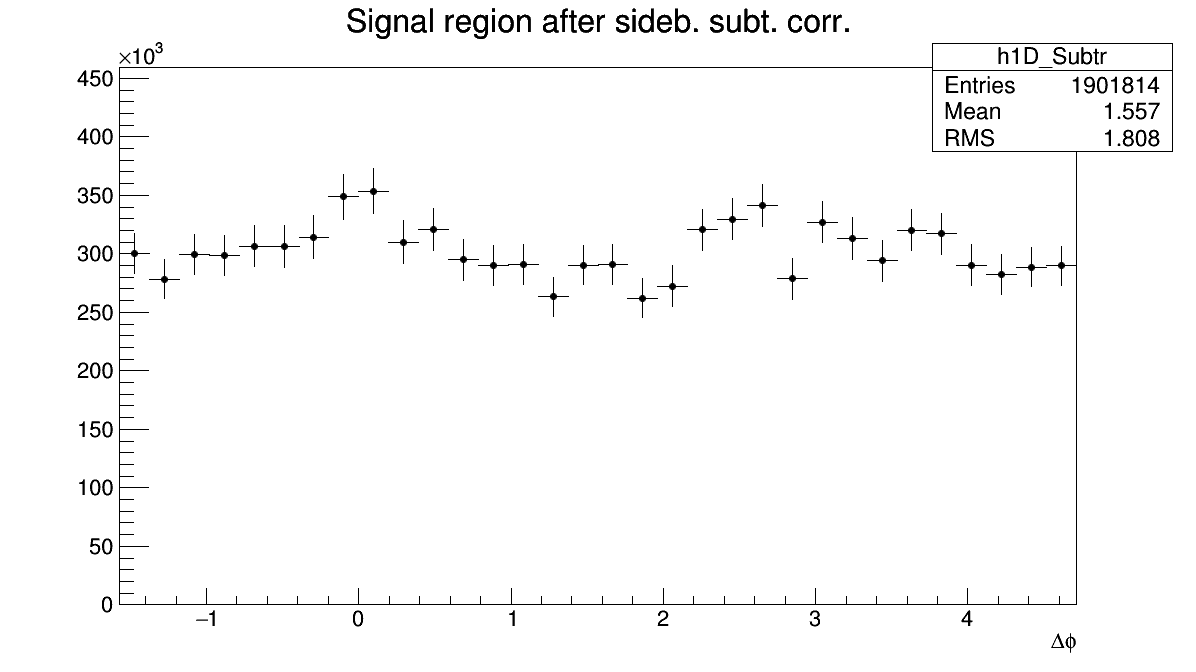 Signal region after sideb. subt. corr.
×10³
h1D_Subtr
Entries 1901814
Mean 1.557
RMS 1.808
450
400
350
300
250
200
150
100
50
0
−1 0 1 2 3 4
Δϕ